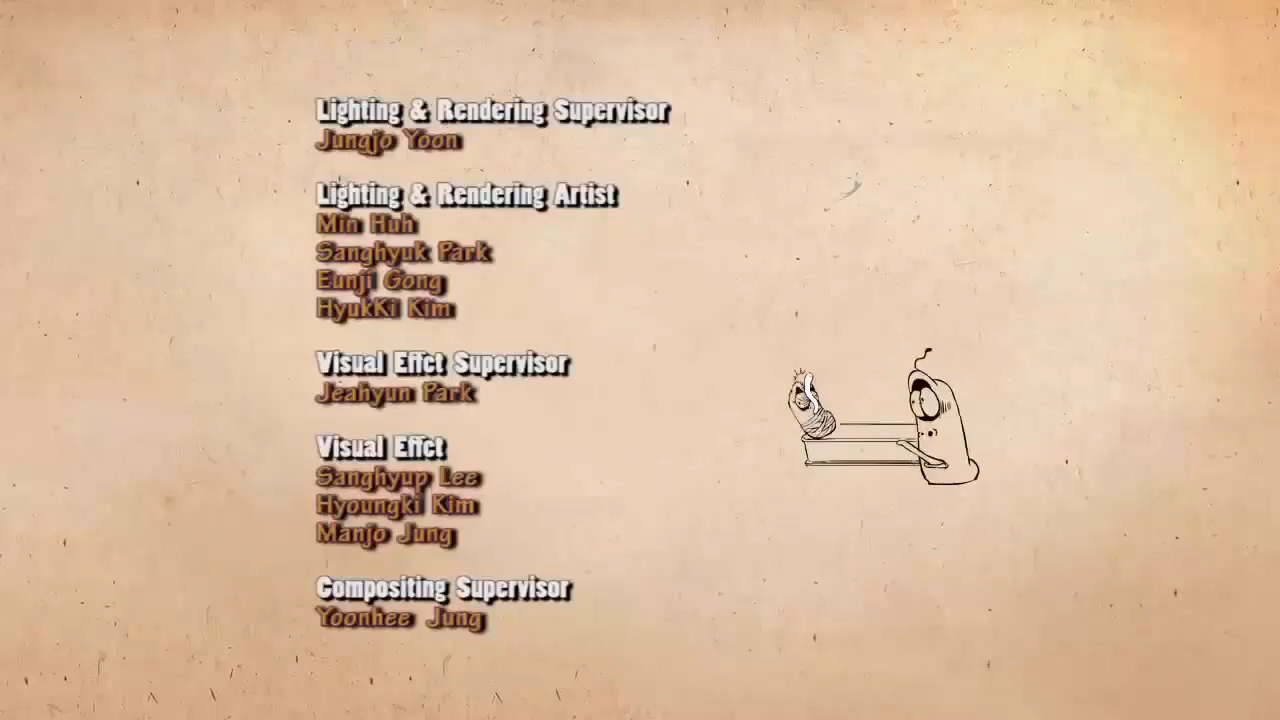 Lighting & Rendering Supervisor
Jungjo Yoon
Lighting & Rendering Artist
Min Huh
Sanghyuk Park
Eunji Gong
HyukKi Kim
Visual Effct Supervisor
Jeahyun Park
Visual Effct
Sanghyup Lee
Hyoungki Kim
Manjo Jung
Compositing Supervisor
Yoonhee Jung